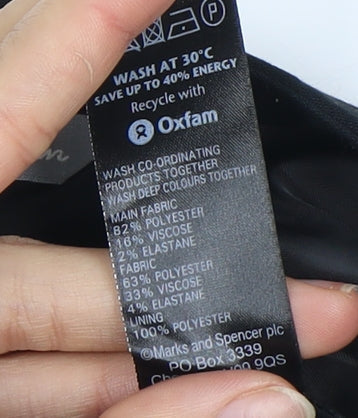 P
WASH AT 30°C
SAVE UP TO 40% ENERGY
Recycle with
Oxfam
WASH CO-ORDINATING
PRODUCTS TOGETHER
WASH DEEP COLOURS TOGETHER
MAIN FABRIC
82% POLYESTER
16% VISCOSE
2% ELASTANE
FABRIC
63% POLYESTER
33% VISCOSE
4% ELASTANE
LINING
100% POLYESTER
©Marks and Spencer plc
PO Box 3339
9QS